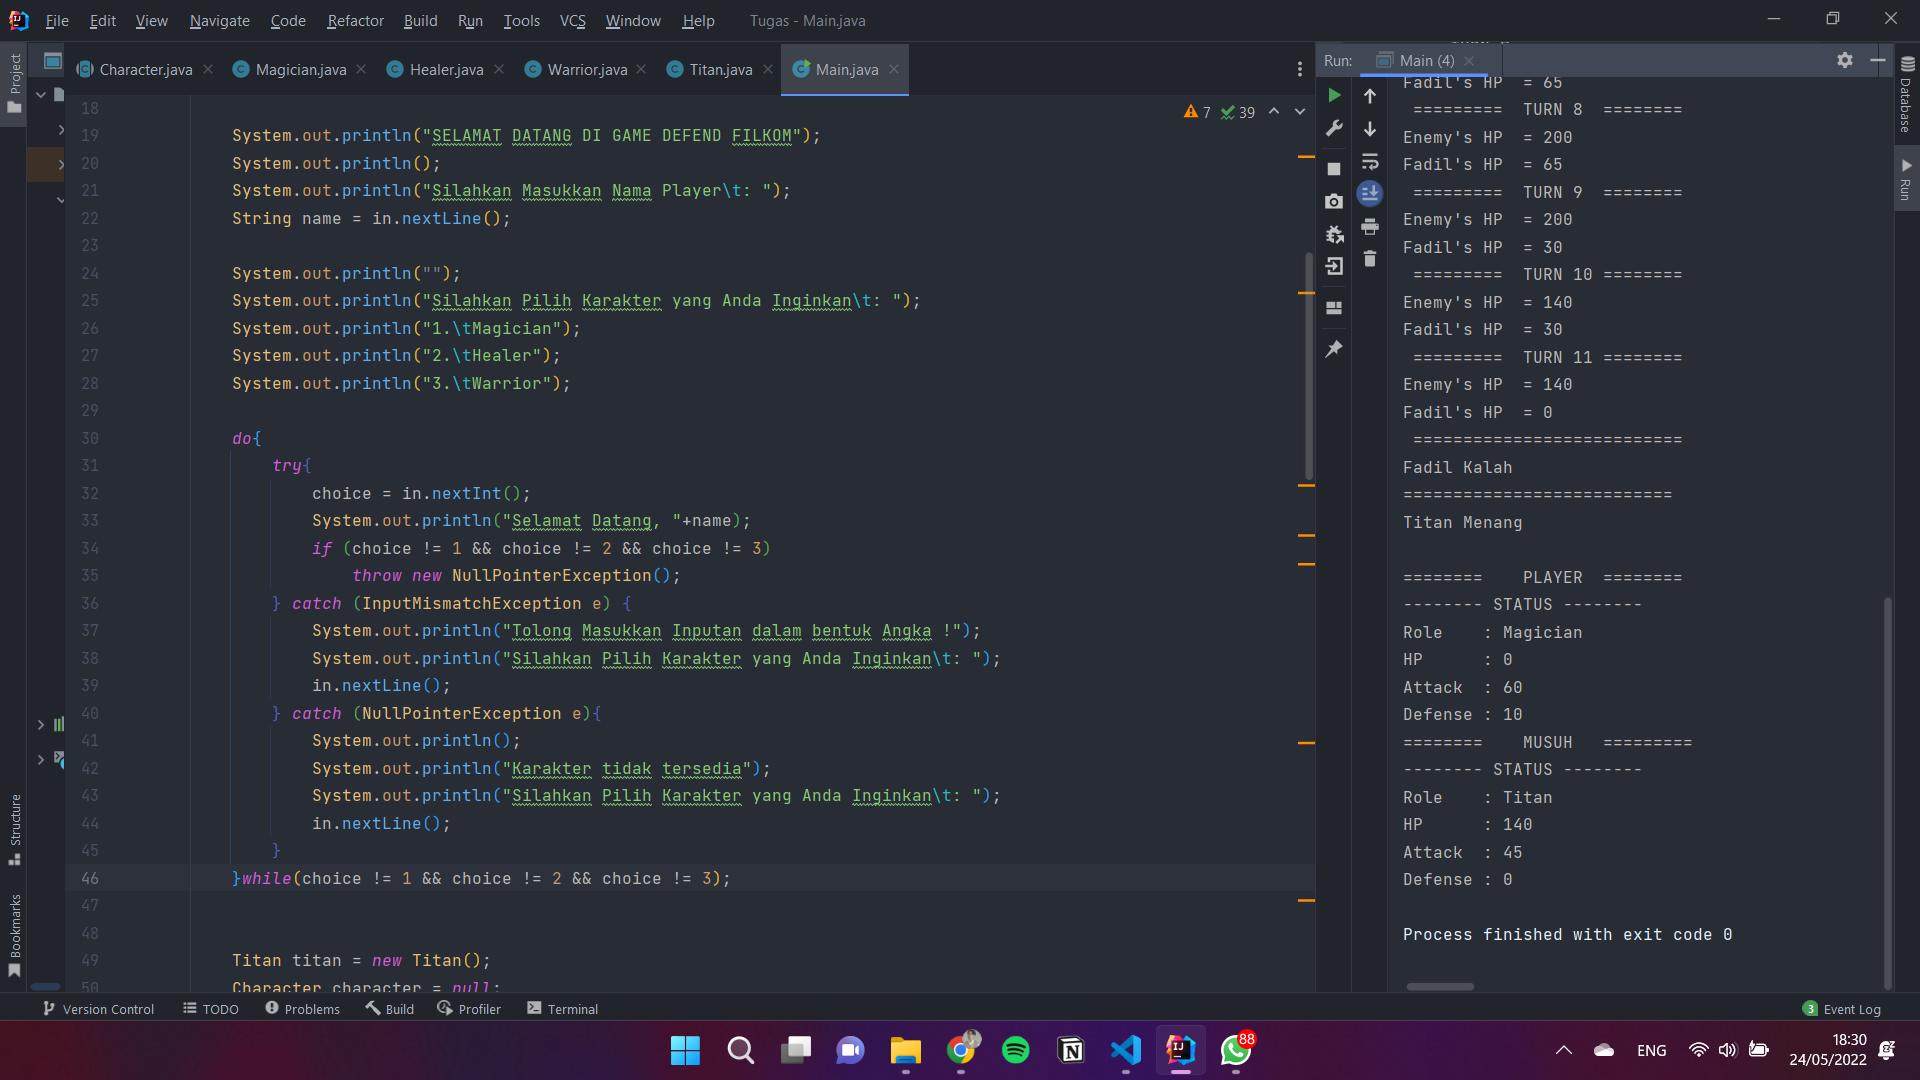 File Edit View Navigate Code Refactor Build Run Tools VCS Window Help Tugas - Main.java
Project
Character.java Magician.java Healer.java Warrior.java Titan.java Main.java
7 39
18
19 System.out.println("SELAMAT DATANG DI GAME DEFEND FILKOM");
20 System.out.println();
21 System.out.println("Silahkan Masukkan Nama Player\t: ");
22 String name = in.nextLine();
23
24 System.out.println("");
25 System.out.println("Silahkan Pilih Karakter yang Anda Inginkan\t: ");
26 System.out.println("1.\tMagician");
27 System.out.println("2.\tHealer");
28 System.out.println("3.\tWarrior");
29
30 do{
31 try{
32 choice = in.nextInt();
33 System.out.println("Selamat Datang, "+name);
34 if (choice != 1 && choice != 2 && choice != 3)
35 throw new NullPointerException();
36 } catch (InputMismatchException e) {
37 System.out.println("Tolong Masukkan Inputan dalam bentuk Angka !");
38 System.out.println("Silahkan Pilih Karakter yang Anda Inginkan\t: ");
39 in.nextLine();
40 } catch (NullPointerException e){
41 System.out.println();
42 System.out.println("Karakter tidak tersedia");
43 System.out.println("Silahkan Pilih Karakter yang Anda Inginkan\t: ");
44 in.nextLine();
45 }
46 }while(choice != 1 && choice != 2 && choice != 3);
47
48
49 Titan titan = new Titan();
50 Character character = null;
Structure
Bookmarks
Run: Main (4)
Fadil's HP = 65
========= TURN 8 ========
Enemy's HP = 200
Fadil's HP = 65
========= TURN 9 ========
Enemy's HP = 200
Fadil's HP = 30
========= TURN 10 ========
Enemy's HP = 140
Fadil's HP = 30
========= TURN 11 ========
Enemy's HP = 140
Fadil's HP = 0
===========================
Fadil Kalah
===========================
Titan Menang
======== PLAYER ========
-------- STATUS --------
Role : Magician
HP : 0
Attack : 60
Defense : 10
======== MUSUH =========
-------- STATUS --------
Role : Titan
HP : 140
Attack : 45
Defense : 0
Process finished with exit code 0
Database
Run
Version Control TODO Problems Build Profiler Terminal 3 Event Log
88
ENG
18:30
24/05/2022